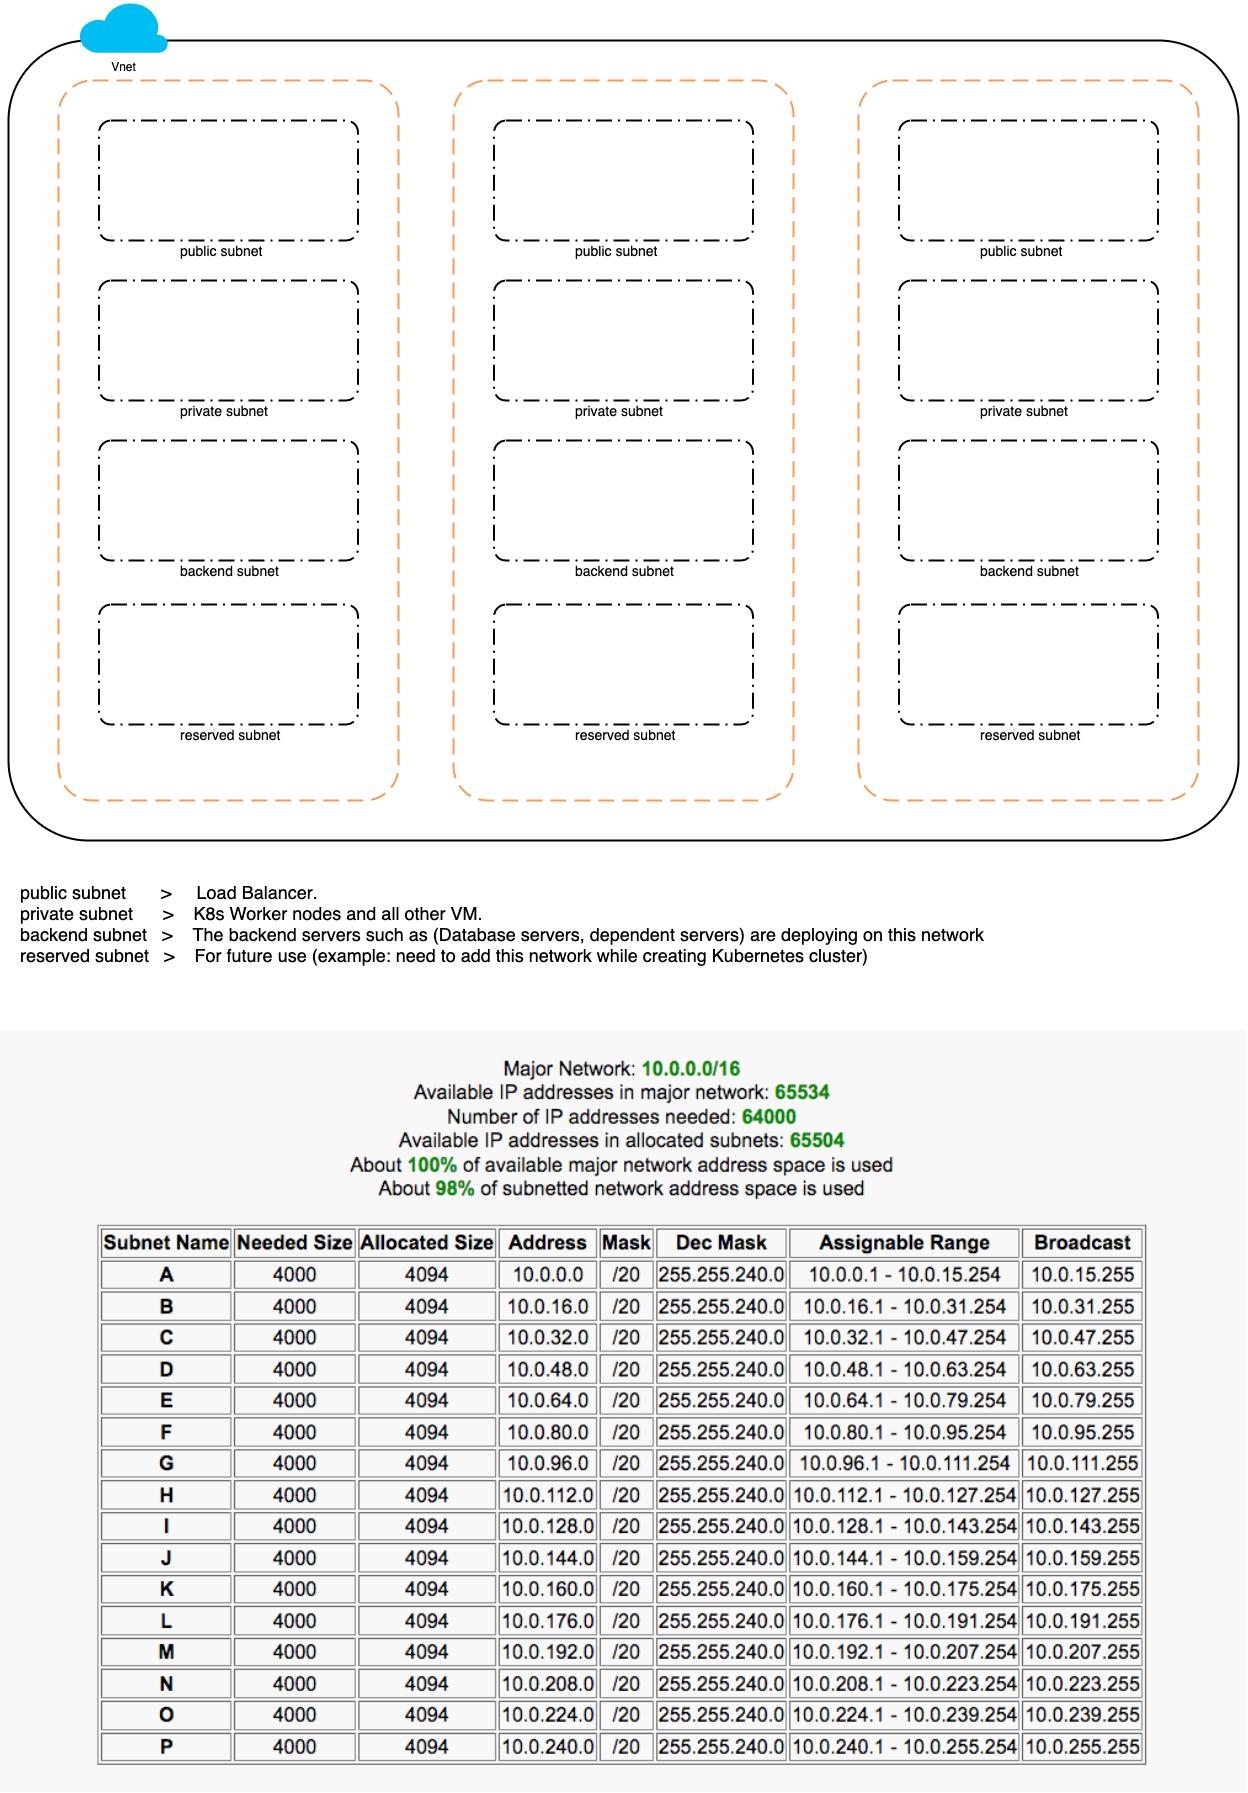 Vnet
public subnet public subnet public subnet
private subnet private subnet private subnet
backend subnet backend subnet backend subnet
reserved subnet reserved subnet reserved subnet
public subnet > Load Balancer.
private subnet > K8s Worker nodes and all other VM.
backend subnet > The backend servers such as (Database servers, dependent servers) are deploying on this network
reserved subnet > For future use (example: need to add this network while creating Kubernetes cluster)
Major Network: 10.0.0.0/16
Available IP addresses in major network: 65534
Number of IP addresses needed: 64000
Available IP addresses in allocated subnets: 65504
About 100% of available major network address space is used
About 98% of subnetted network address space is used
Subnet Name Needed Size Allocated Size Address Mask Dec Mask Assignable Range Broadcast
A 4000 4094 10.0.0.0 /20 255.255.240.0 10.0.0.1 - 10.0.15.254 10.0.15.255
B 4000 4094 10.0.16.0 /20 255.255.240.0 10.0.16.1 - 10.0.31.254 10.0.31.255
C 4000 4094 10.0.32.0 /20 255.255.240.0 10.0.32.1 - 10.0.47.254 10.0.47.255
D 4000 4094 10.0.48.0 /20 255.255.240.0 10.0.48.1 - 10.0.63.254 10.0.63.255
E 4000 4094 10.0.64.0 /20 255.255.240.0 10.0.64.1 - 10.0.79.254 10.0.79.255
F 4000 4094 10.0.80.0 /20 255.255.240.0 10.0.80.1 - 10.0.95.254 10.0.95.255
G 4000 4094 10.0.96.0 /20 255.255.240.0 10.0.96.1 - 10.0.111.254 10.0.111.255
H 4000 4094 10.0.112.0 /20 255.255.240.0 10.0.112.1 - 10.0.127.254 10.0.127.255
I 4000 4094 10.0.128.0 /20 255.255.240.0 10.0.128.1 - 10.0.143.254 10.0.143.255
J 4000 4094 10.0.144.0 /20 255.255.240.0 10.0.144.1 - 10.0.159.254 10.0.159.255
K 4000 4094 10.0.160.0 /20 255.255.240.0 10.0.160.1 - 10.0.175.254 10.0.175.255
L 4000 4094 10.0.176.0 /20 255.255.240.0 10.0.176.1 - 10.0.191.254 10.0.191.255
M 4000 4094 10.0.192.0 /20 255.255.240.0 10.0.192.1 - 10.0.207.254 10.0.207.255
N 4000 4094 10.0.208.0 /20 255.255.240.0 10.0.208.1 - 10.0.223.254 10.0.223.255
O 4000 4094 10.0.224.0 /20 255.255.240.0 10.0.224.1 - 10.0.239.254 10.0.239.255
P 4000 4094 10.0.240.0 /20 255.255.240.0 10.0.240.1 - 10.0.255.254 10.0.255.255